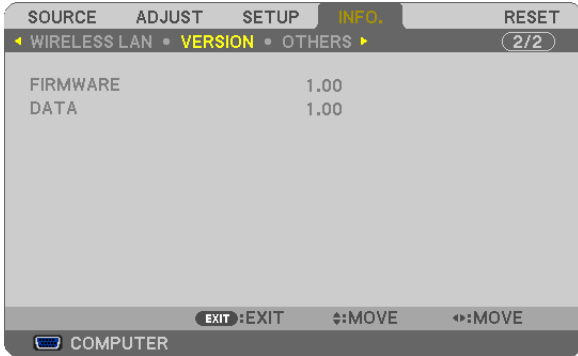 SOURCE ADJUST SETUP INFO. RESET
WIRELESS LAN • VERSION • OTHERS 2/2
FIRMWARE 1.00
DATA 1.00
EXIT :EXIT :MOVE :MOVE
COMPUTER